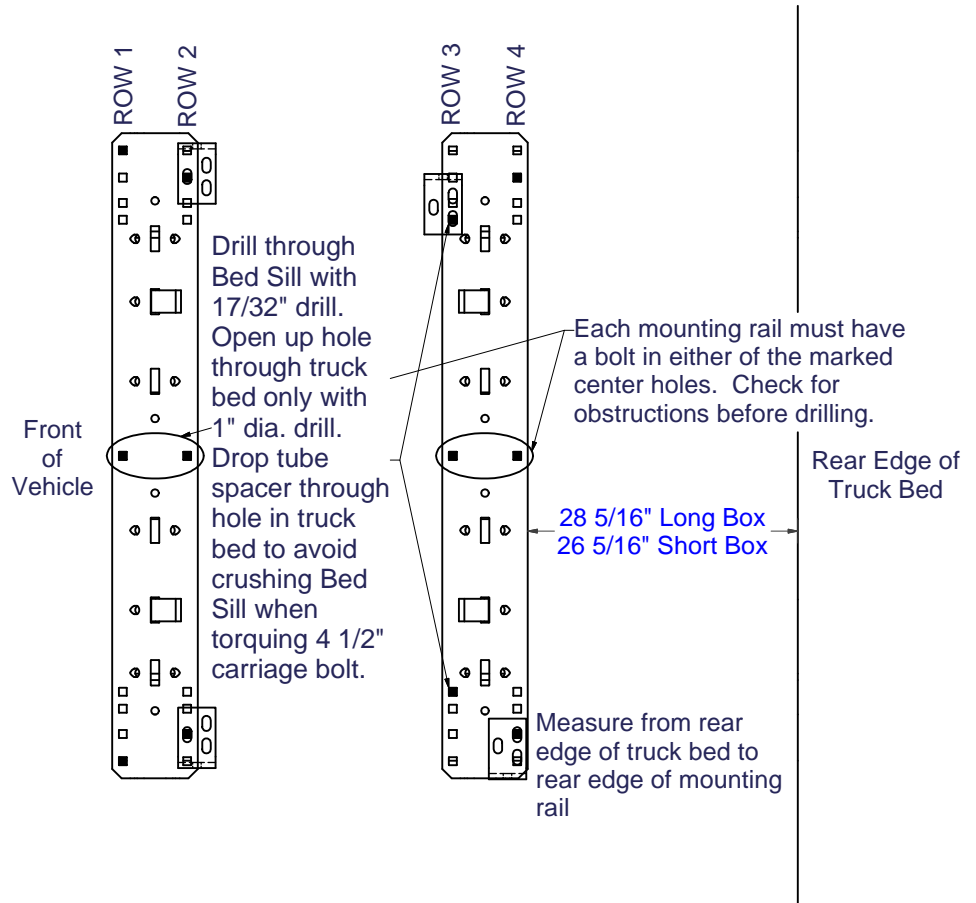 ROW 1
ROW 2
ROW 3
ROW 4
Drill through
Bed Sill with
17/32" drill.
Open up hole
through truck
bed only with
1" dia. drill.
Drop tube
spacer through
hole in truck
bed to avoid
crushing Bed
Sill when
torquing 4 1/2"
carriage bolt.
Each mounting rail must have
a bolt in either of the marked
center holes.  Check for
obstructions before drilling.
Front
of
Vehicle
Rear Edge of
Truck Bed
28 5/16" Long Box
26 5/16" Short Box
Measure from rear
edge of truck bed to
rear edge of mounting
rail